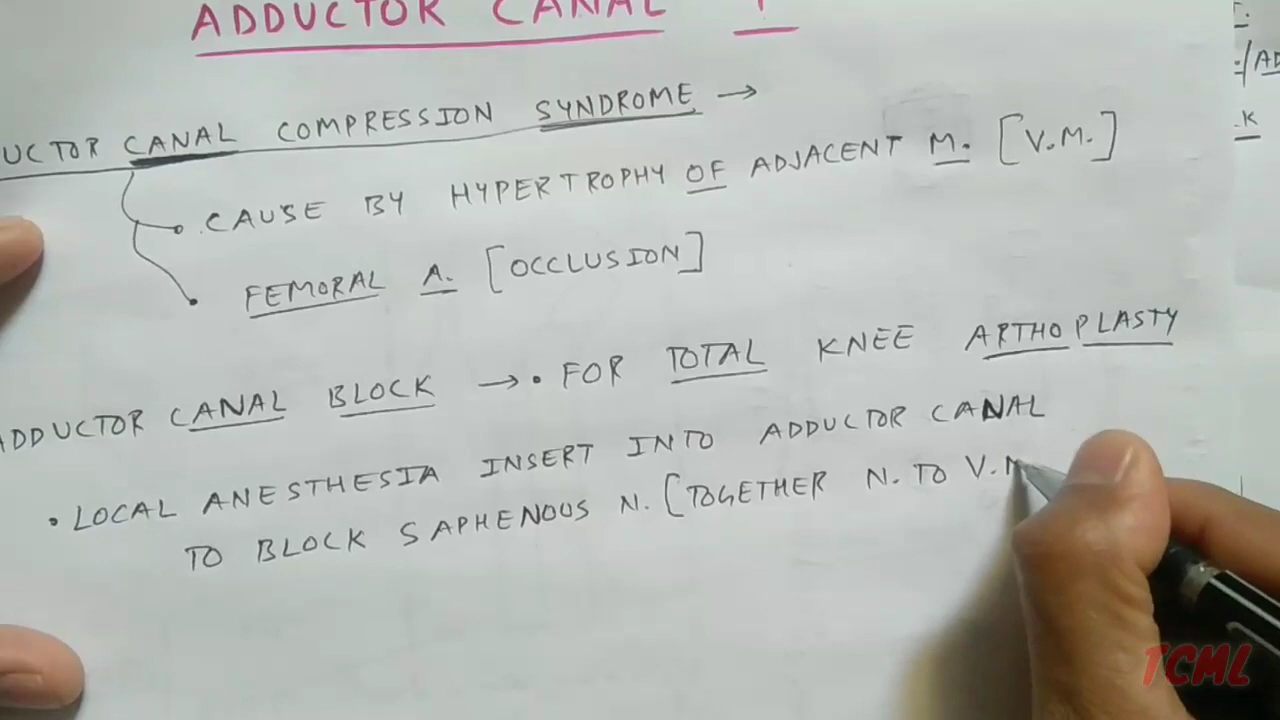 ADDUCTOR CANAL
UCTOR CANAL COMPRESSION SYNDROME →
• CAUSE BY HYPERTROPHY OF ADJACENT M. [V.M.]
• FEMORAL A. [OCCLUSION]
ADDUCTOR CANAL BLOCK → • FOR TOTAL KNEE ARTHOPLASTY
• LOCAL ANESTHESIA INSERT INTO ADDUCTOR CANAL
TO BLOCK SAPHENOUS N. [TOGETHER N. TO V.M
TCML